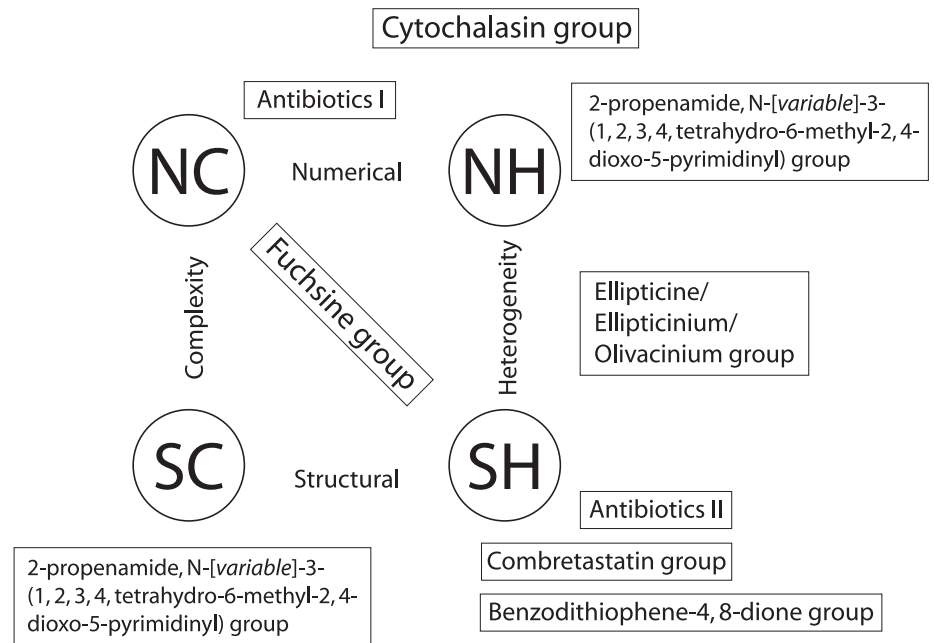 Cytochalasin group
Antibiotics I
2-propenamide, N-[variable]-3-
(1, 2, 3, 4, tetrahydro-6-methyl-2, 4-
dioxo-5-pyrimidinyl) group
NC
Numerical
NH
Complexity
Fuchsine group
Heterogeneity
Ellipticine/
Ellipticinium/
Olivacinium group
SC
Structural
SH
Antibiotics II
Combretastatin group
Benzodithiophene-4, 8-dione group
2-propenamide, N-[variable]-3-
(1, 2, 3, 4, tetrahydro-6-methyl-2, 4-
dioxo-5-pyrimidinyl) group